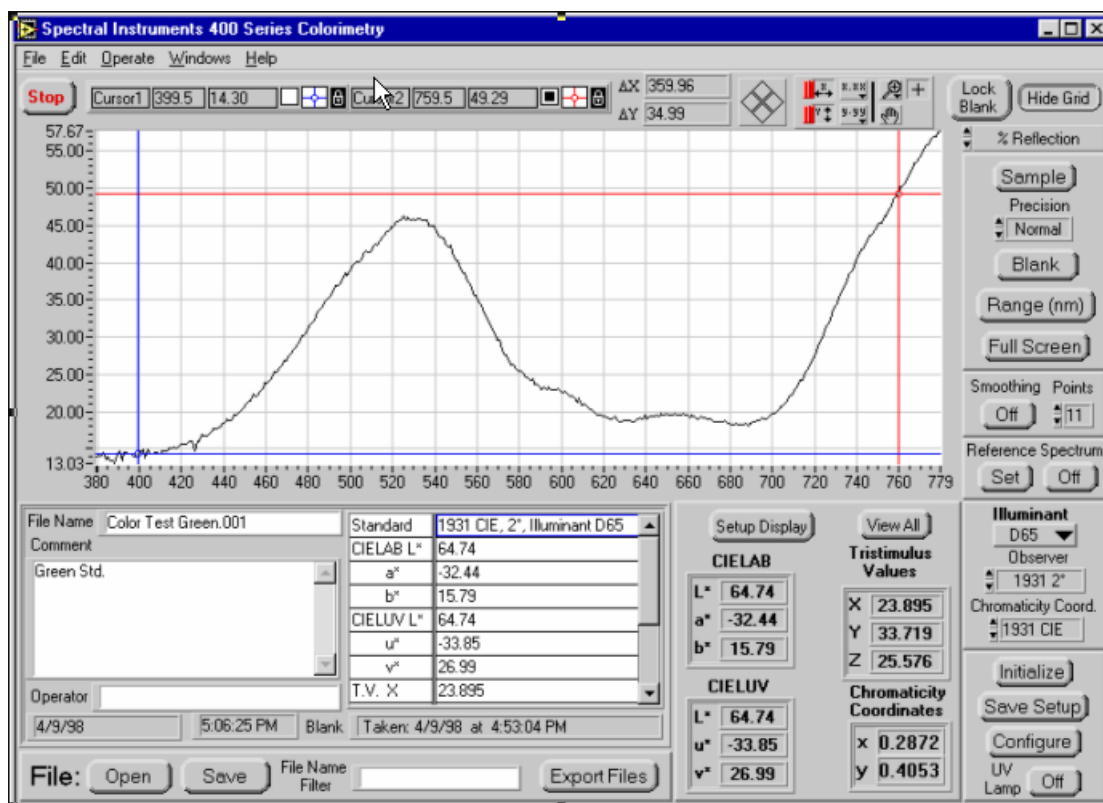 Spectral Instruments 400 Series Colorimetry
File Edit Operate Windows Help
Stop Cursor1 399.5 14.30 759.5 49.29 ΔX 359.96
ΔY 34.99
X.XX
Y.YY
Lock Blank Hide Grid
% Reflection
Sample
Precision
Normal
Blank
Range (nm)
Full Screen
Smoothing Points
Off 11
Reference Spectrum
Set Off
57.67
55.00
50.00
45.00
40.00
35.00
30.00
25.00
20.00
13.03
380 400 420 440 460 480 500 520 540 560 580 600 620 640 660 680 700 720 740 760 779
File Name Color Test Green.001
Comment
Green Std.
Operator
4/9/98 5:06:25 PM Blank Taken: 4/9/98 at 4:53:04 PM
Standard 1931 CIE, 2°, Illuminant D65
CIELAB L* 64.74
a* -32.44
b* 15.79
CIELUV L* 64.74
u* -33.85
v* 26.99
T.V. X 23.895
Setup Display View All
CIELAB
L* 64.74
a* -32.44
b* 15.79
CIELUV
L* 64.74
u* -33.85
v* 26.99
Tristimulus
Values
X 23.895
Y 33.719
Z 25.576
Chromaticity
Coordinates
x 0.2872
y 0.4053
Illuminant
D65
Observer
1931 2°
Chromaticity Coord.
1931 CIE
Initialize
Save Setup
Configure
UV
Lamp Off
File: Open Save File Name
Filter Export Files